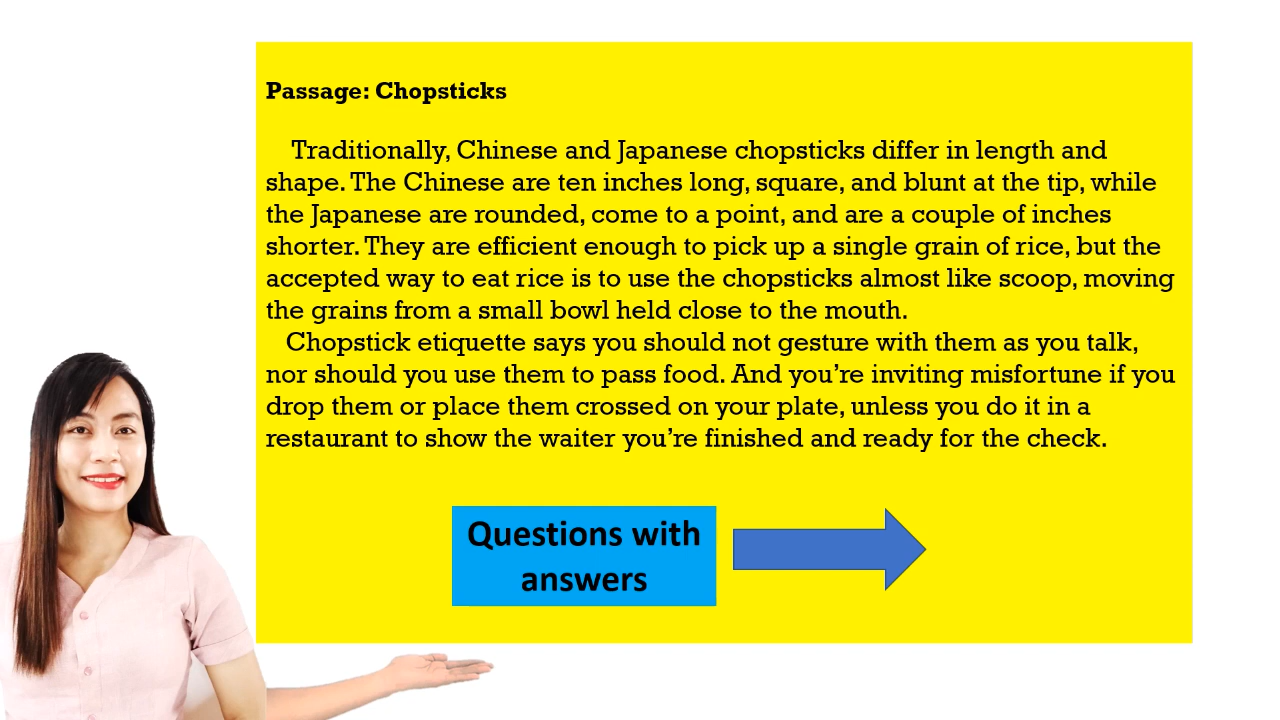 Passage: Chopsticks
Traditionally, Chinese and Japanese chopsticks differ in length and
shape. The Chinese are ten inches long, square, and blunt at the tip, while
the Japanese are rounded, come to a point, and are a couple of inches
shorter. They are efficient enough to pick up a single grain of rice, but the
accepted way to eat rice is to use the chopsticks almost like scoop, moving
the grains from a small bowl held close to the mouth.
Chopstick etiquette says you should not gesture with them as you talk,
nor should you use them to pass food. And you’re inviting misfortune if you
drop them or place them crossed on your plate, unless you do it in a
restaurant to show the waiter you’re finished and ready for the check.
Questions with
answers